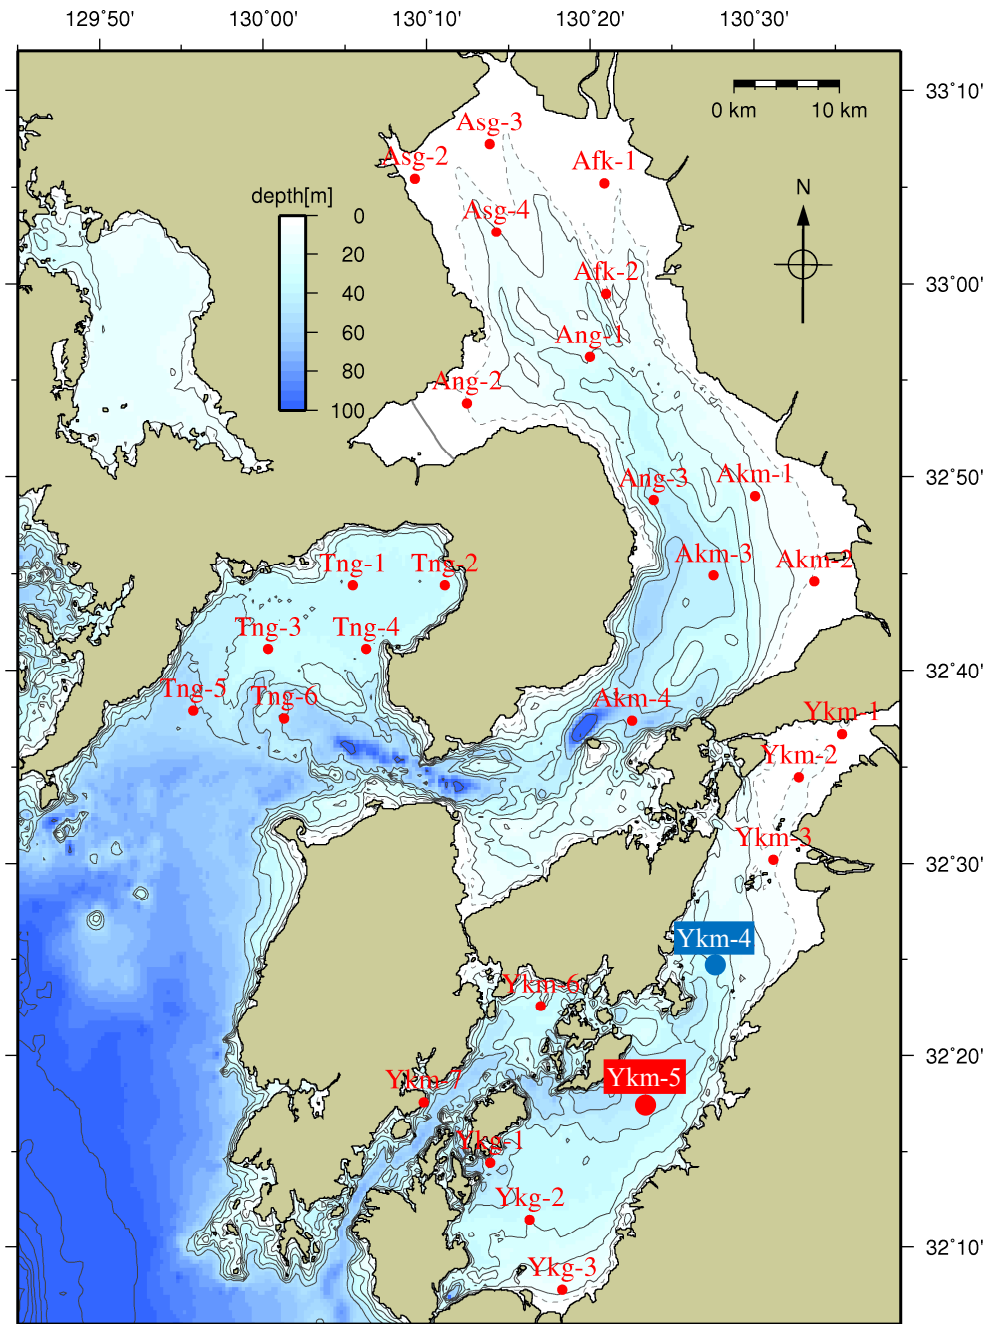 129˚50' 130˚00' 130˚10' 130˚20' 130˚30'
33˚10'
0 km 10 km
Asg-3
Asg-2
Afk-1
depth[m]
0
20
40
60
80
100
N
Asg-4
Afk-2
33˚00'
Ang-1
Ang-2
Ang-3
Akm-1
32˚50'
Tng-1
Tng-2
Akm-3
Akm-2
Tng-3
Tng-4
32˚40'
Tng-5
Tng-6
Akm-4
Ykm-1
Ykm-2
Ykm-3
32˚30'
Ykm-4
Ykm-6
32˚20'
Ykm-7
Ykm-5
Ykg-1
Ykg-2
32˚10'
Ykg-3